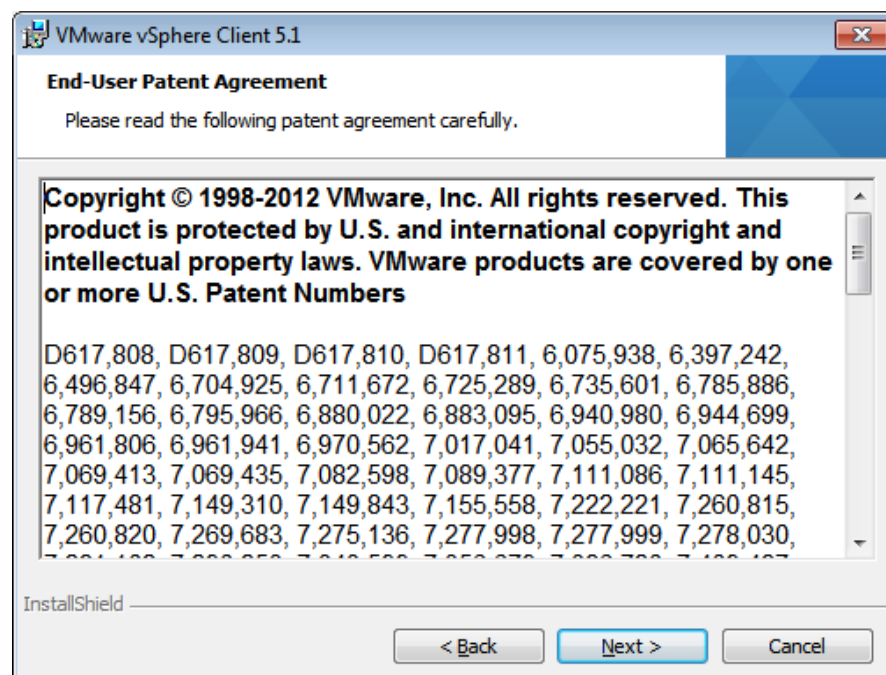 VMware vSphere Client 5.1
End-User Patent Agreement
Please read the following patent agreement carefully.
Copyright © 1998-2012 VMware, Inc. All rights reserved. This
product is protected by U.S. and international copyright and
intellectual property laws. VMware products are covered by one
or more U.S. Patent Numbers
D617,808, D617,809, D617,810, D617,811, 6,075,938, 6,397,242,
6,496,847, 6,704,925, 6,711,672, 6,725,289, 6,735,601, 6,785,886,
6,789,156, 6,795,966, 6,880,022, 6,883,095, 6,940,980, 6,944,699,
6,961,806, 6,961,941, 6,970,562, 7,017,041, 7,055,032, 7,065,642,
7,069,413, 7,069,435, 7,082,598, 7,089,377, 7,111,086, 7,111,145,
7,117,481, 7,149,310, 7,149,843, 7,155,558, 7,222,221, 7,260,815,
7,260,820, 7,269,683, 7,275,136, 7,277,998, 7,277,999, 7,278,030,
InstallShield
< Back
Next >
Cancel